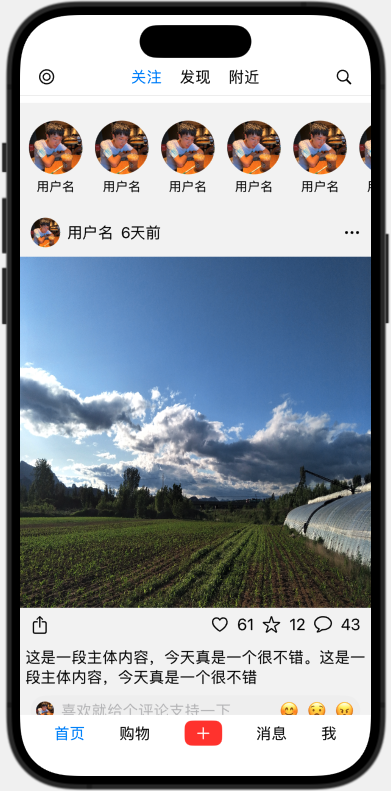 关注 发现 附近
用户名 用户名 用户名 用户名 用户名
用户名 6天前
61 12 43
这是一段主体内容，今天真是一个很不错。这是一
段主体内容，今天真是一个很不错
喜欢就给个评论支持一下
首页 购物 消息 我